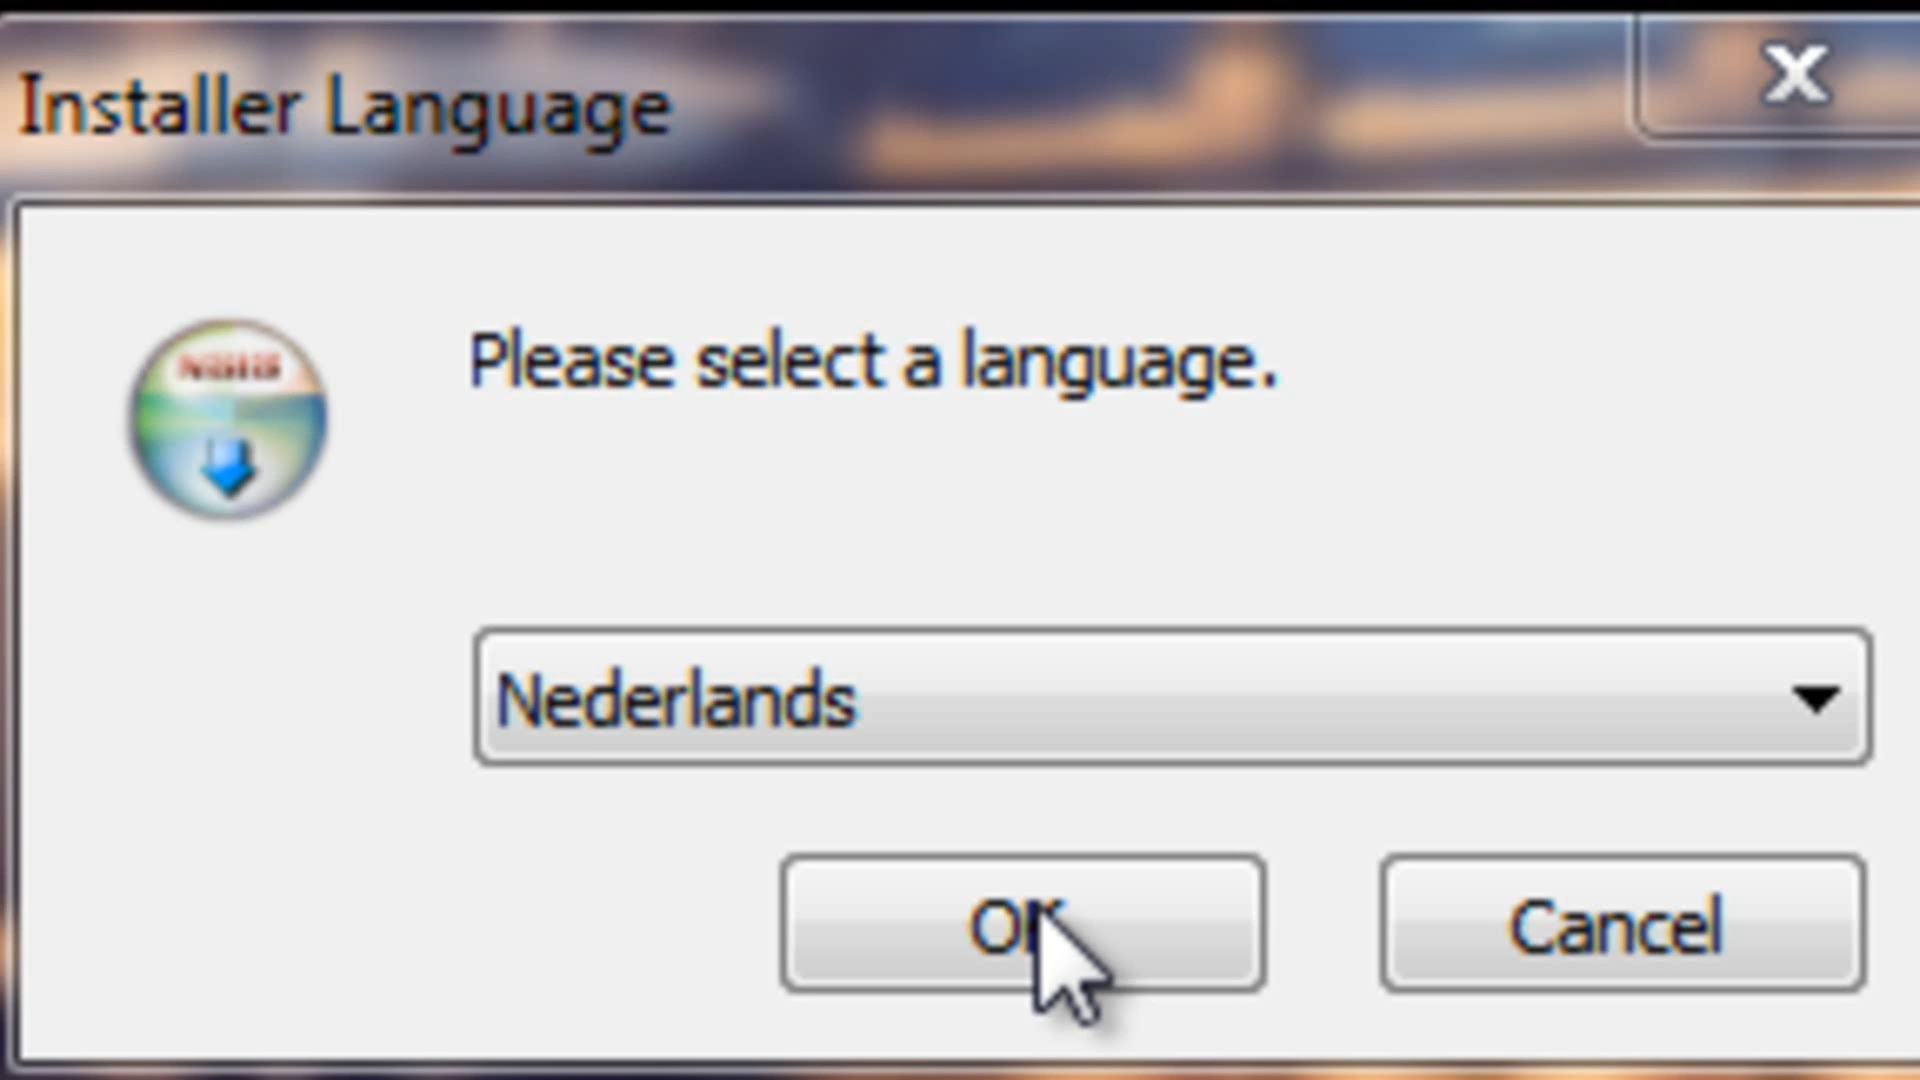 Installer Language
Please select a language.
Nederlands
OK
Cancel